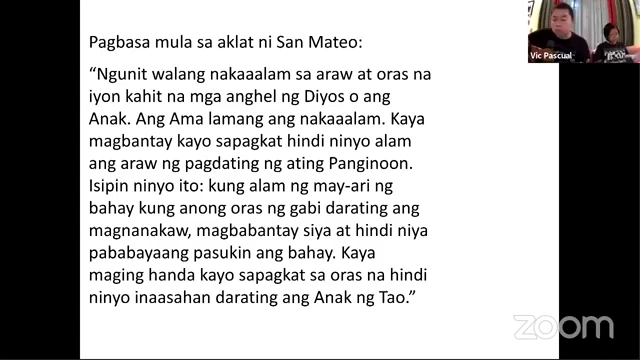 Pagbasa mula sa aklat ni San Mateo:
“Ngunit walang nakaaalam sa araw at oras na
iyon kahit na mga anghel ng Diyos o ang
Anak. Ang Ama lamang ang nakaaalam. Kaya
magbantay kayo sapagkat hindi ninyo alam
ang araw ng pagdating ng ating Panginoon.
Isipin ninyo ito: kung alam ng may-ari ng
bahay kung anong oras ng gabi darating ang
magnanakaw, magbabantay siya at hindi niya
pababayaang pasukin ang bahay. Kaya
maging handa kayo sapagkat sa oras na hindi
ninyo inaasahan darating ang Anak ng Tao.”
Vic Pascual
zoom